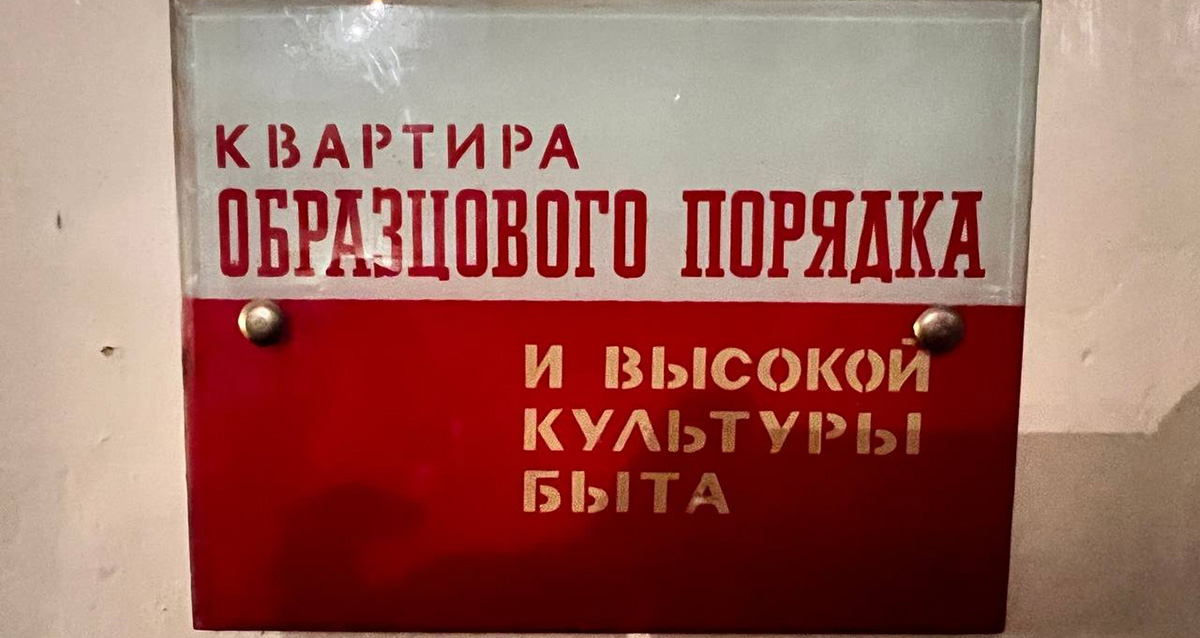 КВАРТИРА
ОБРАЗЦОВОГО ПОРЯДКА
И ВЫСОКОЙ
КУЛЬТУРЫ
БЫТА